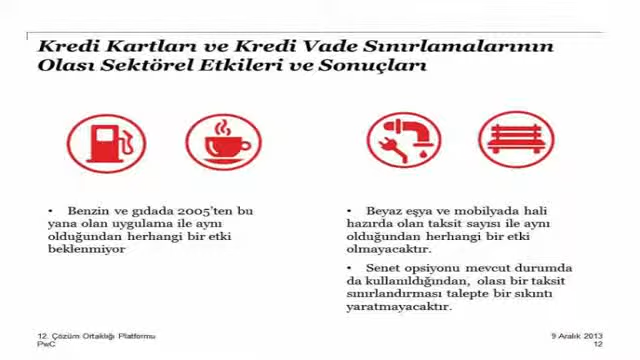 Kredi Kartları ve Kredi Vade Sınırlamalarının
Olası Sektörel Etkileri ve Sonuçları
• Benzin ve gıdada 2005'ten bu
yana olan uygulama ile aynı
olduğundan herhangi bir etki
beklenmiyor
• Beyaz eşya ve mobilyada hali
hazırda olan taksit sayısı ile aynı
olduğundan herhangi bir etki
olmayacaktır.
• Senet opsiyonu mevcut durumda
da kullanıldığından, olası bir taksit
sınırlandırması talepte bir sıkıntı
yaratmayacaktır.
12. Çözüm Ortaklığı Platformu
PwC
9 Aralık 2013
12